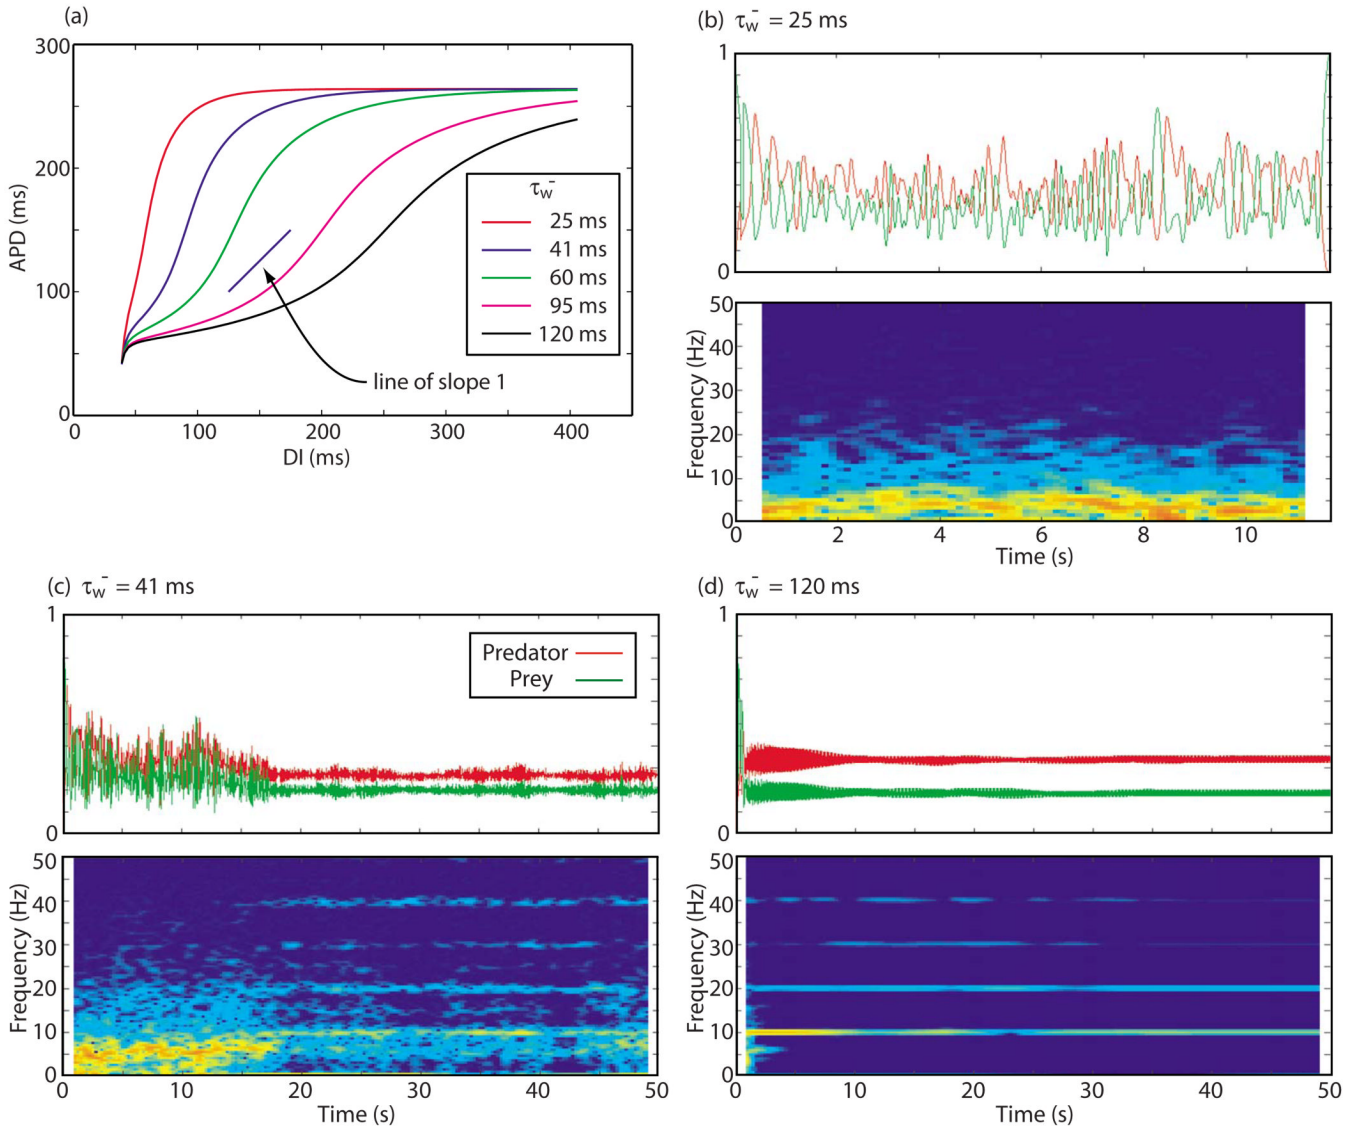 (a)
300
200
100
0
APD (ms)
0 100 200 300 400
DI (ms)
τw-
25 ms
41 ms
60 ms
95 ms
120 ms
line of slope 1
(b) τw- = 25 ms
1
0
50
40
30
20
10
0
Frequency (Hz)
0 2 4 6 8 10
Time (s)
(c) τw- = 41 ms
1
0
Predator
Prey
50
40
30
20
10
0
Frequency (Hz)
0 10 20 30 40 50
Time (s)
(d) τw- = 120 ms
1
0
50
40
30
20
10
0
Frequency (Hz)
0 10 20 30 40 50
Time (s)